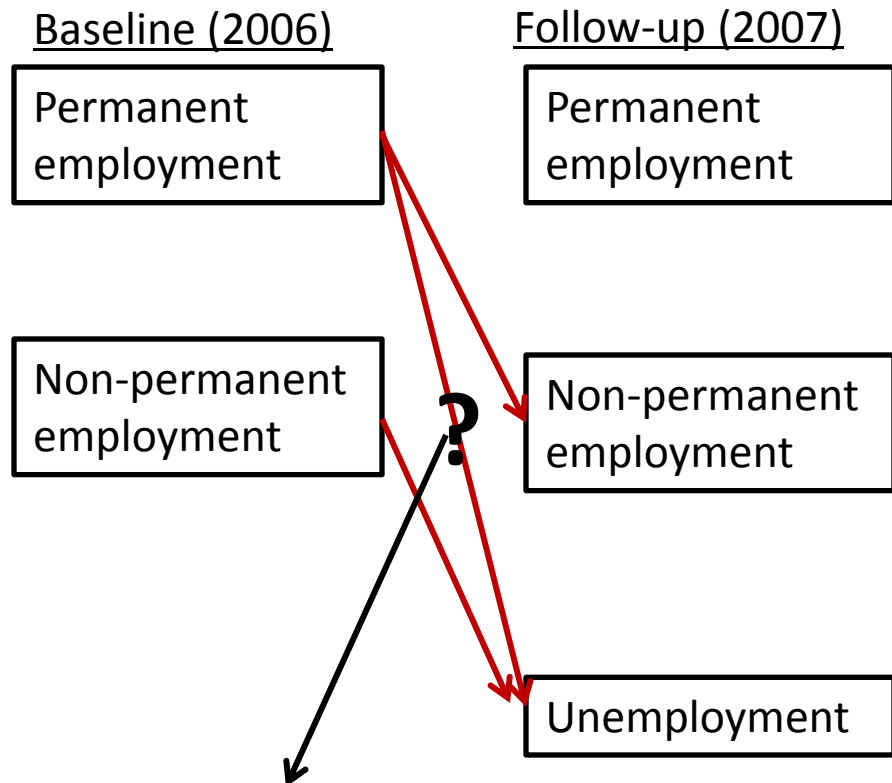 Baseline (2006)
Follow-up (2007)
Permanent
employment
Permanent
employment
Non-permanent
employment
?
Non-permanent
employment
Unemployment